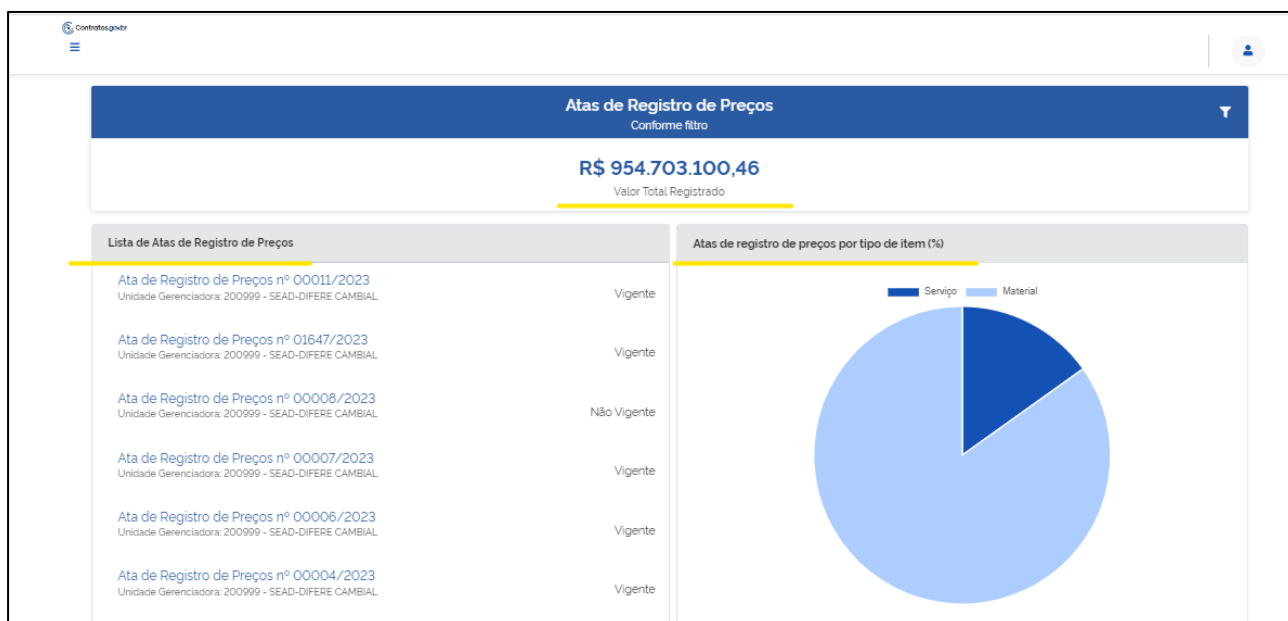 Contratos.gov.br
Atas de Registro de Preços
Conforme filtro
R$ 954.703.100,46
Valor Total Registrado
Lista de Atas de Registro de Preços
Ata de Registro de Preços nº 00011/2023
Unidade Gerenciadora: 200999 - SEAD-DIFERE CAMBIAL
Vigente
Ata de Registro de Preços nº 01647/2023
Unidade Gerenciadora: 200999 - SEAD-DIFERE CAMBIAL
Vigente
Ata de Registro de Preços nº 00008/2023
Unidade Gerenciadora: 200999 - SEAD-DIFERE CAMBIAL
Não Vigente
Ata de Registro de Preços nº 00007/2023
Unidade Gerenciadora: 200999 - SEAD-DIFERE CAMBIAL
Vigente
Ata de Registro de Preços nº 00006/2023
Unidade Gerenciadora: 200999 - SEAD-DIFERE CAMBIAL
Vigente
Ata de Registro de Preços nº 00004/2023
Unidade Gerenciadora: 200999 - SEAD-DIFERE CAMBIAL
Vigente
Atas de registro de preços por tipo de item (%)
Serviço Material